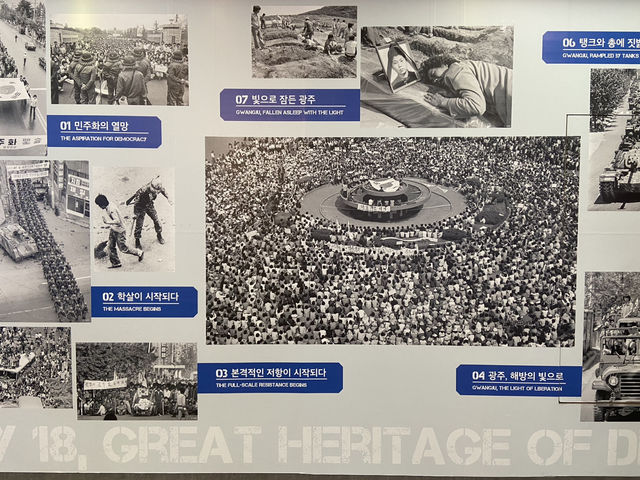 01 민주화의 열망
THE ASPIRATION FOR DEMOCRACY
07 빛으로 잠든 광주
GWANGJU, FALLEN ASLEEP WITH THE LIGHT
06 탱크와 총에 짓밟
GWANGJU, RAMPLED 17 TANKS
02 학살이 시작되다
THE MASSACRE BEGINS
03 본격적인 저항이 시작되다
THE FULL-SCALE RESISTANCE BEGINS
04 광주, 해방의 빛으로
GWANGJU, THE LIGHT OF LIBERATION
Y 18, GREAT HERITAGE OF D